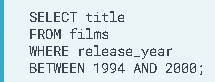 SELECT title
FROM films
WHERE release_year
BETWEEN 1994 AND 2000;